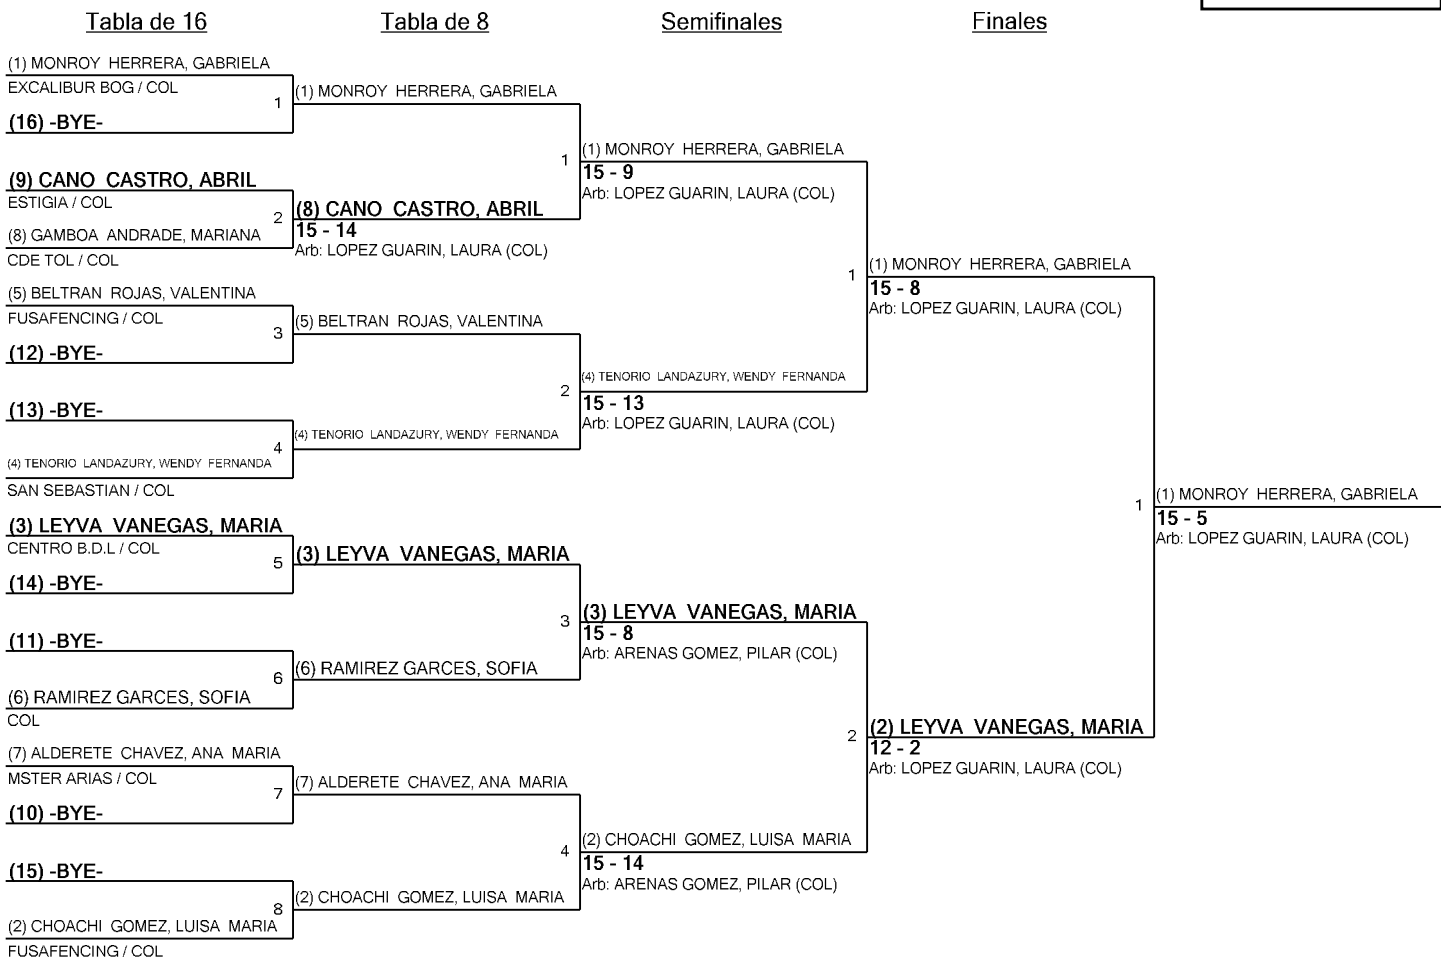 Tabla de 16
Tabla de 8
Semifinales
Finales
(1) MONROY HERRERA, GABRIELA
EXCALIBUR BOG / COL
1
(16) -BYE-
(9) CANO CASTRO, ABRIL
ESTIGIA / COL
2
(8) GAMBOA ANDRADE, MARIANA
CDE TOL / COL
(5) BELTRAN ROJAS, VALENTINA
FUSAFENCING / COL
3
(12) -BYE-
(13) -BYE-
4
(4) TENORIO LANDAZURY, WENDY FERNANDA
SAN SEBASTIAN / COL
(3) LEYVA VANEGAS, MARIA
CENTRO B.D.L / COL
5
(14) -BYE-
(11) -BYE-
6
(6) RAMIREZ GARCES, SOFIA
COL
(7) ALDERETE CHAVEZ, ANA MARIA
MSTER ARIAS / COL
7
(10) -BYE-
(15) -BYE-
8
(2) CHOACHI GOMEZ, LUISA MARIA
FUSAFENCING / COL
(1) MONROY HERRERA, GABRIELA
1
(8) CANO CASTRO, ABRIL
15 - 14
Arb: LOPEZ GUARIN, LAURA (COL)
(5) BELTRAN ROJAS, VALENTINA
2
(4) TENORIO LANDAZURY, WENDY FERNANDA
(3) LEYVA VANEGAS, MARIA
3
(6) RAMIREZ GARCES, SOFIA
(7) ALDERETE CHAVEZ, ANA MARIA
4
(2) CHOACHI GOMEZ, LUISA MARIA
(1) MONROY HERRERA, GABRIELA
15 - 9
Arb: LOPEZ GUARIN, LAURA (COL)
1
(4) TENORIO LANDAZURY, WENDY FERNANDA
15 - 13
Arb: LOPEZ GUARIN, LAURA (COL)
(3) LEYVA VANEGAS, MARIA
15 - 8
Arb: ARENAS GOMEZ, PILAR (COL)
2
(2) CHOACHI GOMEZ, LUISA MARIA
15 - 14
Arb: ARENAS GOMEZ, PILAR (COL)
(1) MONROY HERRERA, GABRIELA
15 - 8
Arb: LOPEZ GUARIN, LAURA (COL)
1
(2) LEYVA VANEGAS, MARIA
12 - 2
Arb: LOPEZ GUARIN, LAURA (COL)
(1) MONROY HERRERA, GABRIELA
15 - 5
Arb: LOPEZ GUARIN, LAURA (COL)